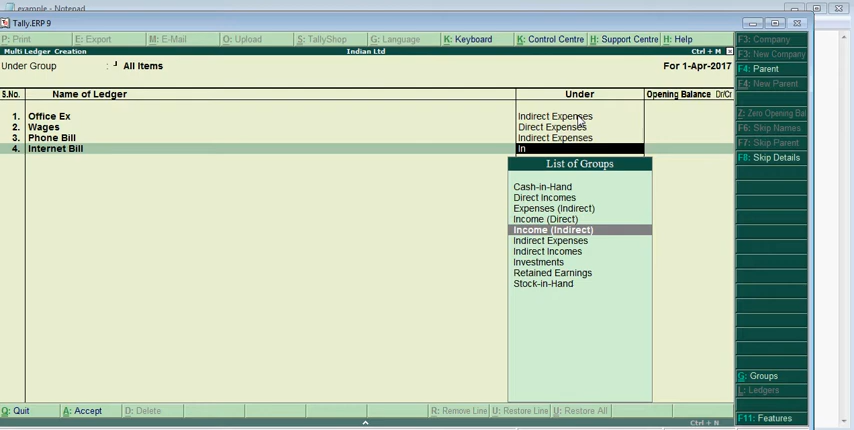 example - Notepad
Tally.ERP 9
P: Print E: Export M: E-Mail O: Upload S: TallyShop G: Language K: Keyboard K: Control Centre H: Support Centre H: Help
Multi Ledger Creation Indian Ltd Ctrl + M
Under Group : All Items For 1-Apr-2017
S.No. Name of Ledger Under Opening Balance Dr/Cr
1. Office Ex Indirect Expenses
2. Wages Direct Expenses
3. Phone Bill Indirect Expenses
4. Internet Bill In
List of Groups
Cash-in-Hand
Direct Incomes
Expenses (Indirect)
Income (Direct)
Income (Indirect)
Indirect Expenses
Indirect Incomes
Investments
Retained Earnings
Stock-in-Hand
F3: Company
F3: New Company
F4: Parent
F4: New Parent
Z: Zero Opening Bal
F6: Skip Names
F7: Skip Parent
F8: Skip Details
G: Groups
L: Ledgers
F11: Features
Q: Quit A: Accept D: Delete R: Remove Line U: Restore Line U: Restore All
Ctrl + N